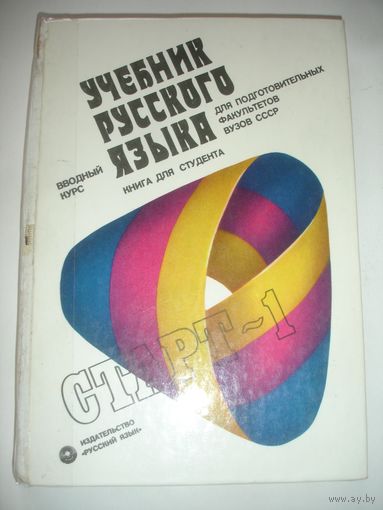 УЧЕБНИК
РУССКОГО
ЯЗЫКА
ДЛЯ ПОДГОТОВИТЕЛЬНЫХ
ФАКУЛЬТЕТОВ
ВУЗОВ СССР
ВВОДНЫЙ
КУРС
КНИГА ДЛЯ СТУДЕНТА
СТАРТ~1
ИЗДАТЕЛЬСТВО
«РУССКИЙ ЯЗЫК»
www.ay.by